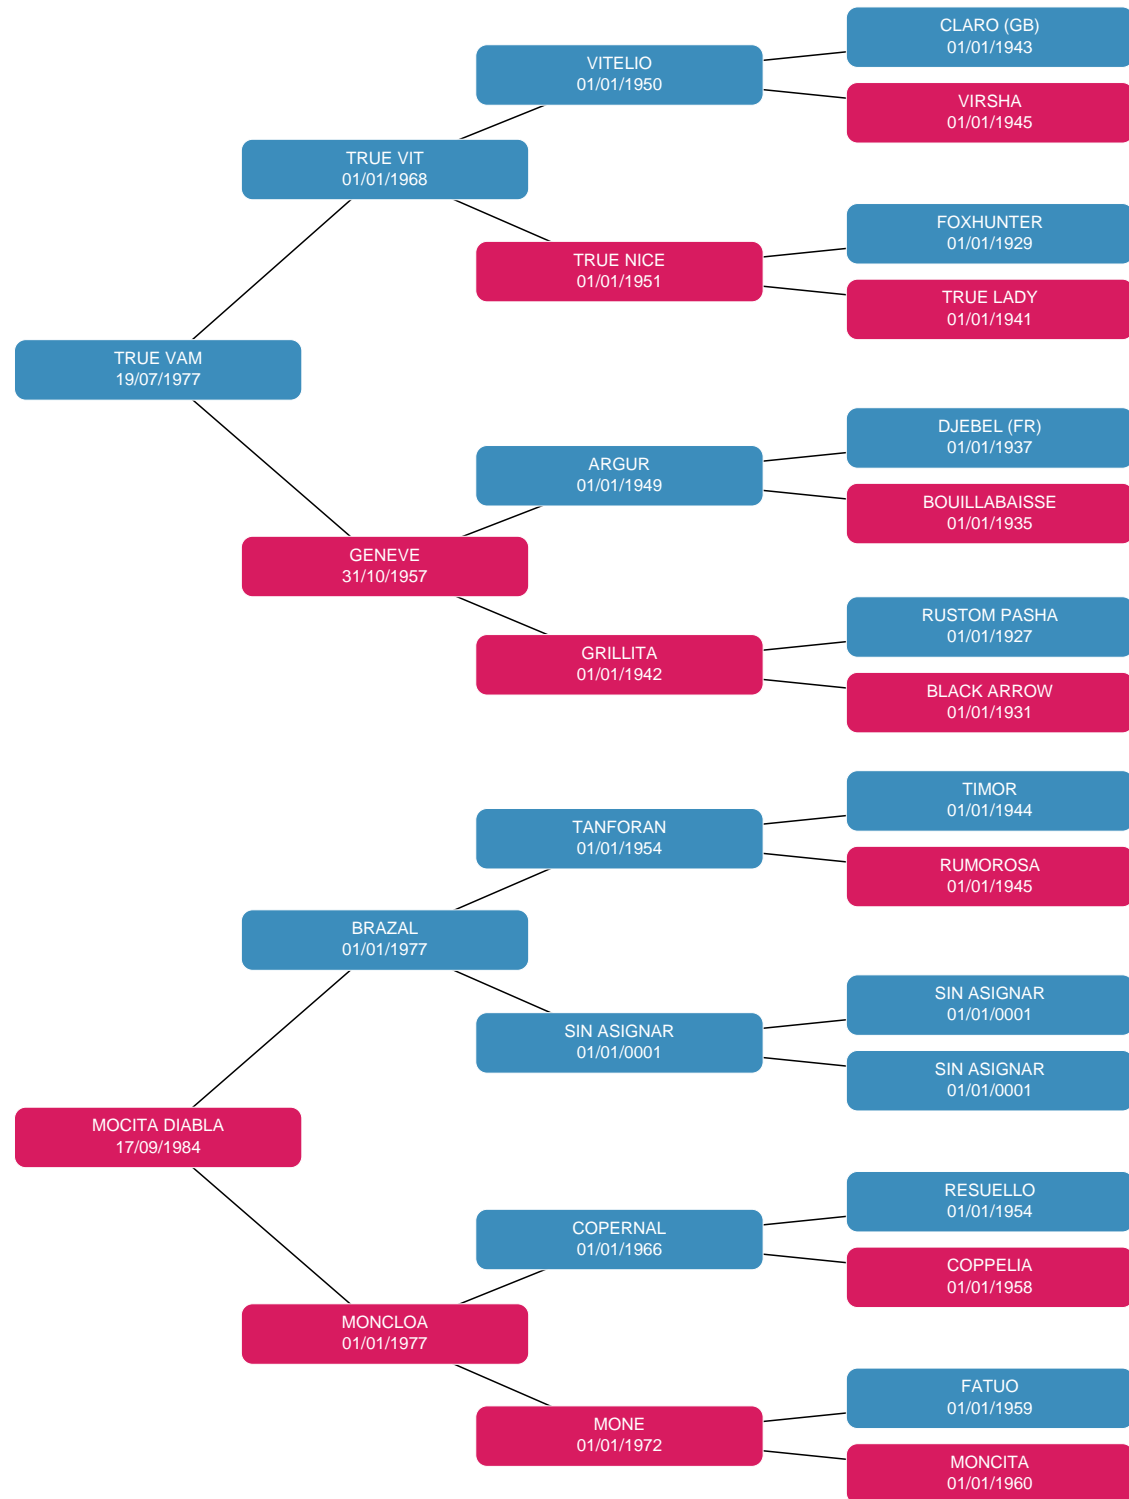 CLARO (GB)
01/01/1943
VITELIO
01/01/1950
VIRSHA
01/01/1945
TRUE VIT
01/01/1968
FOXHUNTER
01/01/1929
TRUE NICE
01/01/1951
TRUE LADY
01/01/1941
TRUE VAM
19/07/1977
DJEBEL (FR)
01/01/1937
ARGUR
01/01/1949
BOUILLABAISSE
01/01/1935
GENEVE
31/10/1957
RUSTOM PASHA
01/01/1927
GRILLITA
01/01/1942
BLACK ARROW
01/01/1931
TIMOR
01/01/1944
TANFORAN
01/01/1954
RUMOROSA
01/01/1945
BRAZAL
01/01/1977
SIN ASIGNAR
01/01/0001
SIN ASIGNAR
01/01/0001
SIN ASIGNAR
01/01/0001
MOCITA DIABLA
17/09/1984
RESUELLO
01/01/1954
COPERNAL
01/01/1966
COPPELIA
01/01/1958
MONCLOA
01/01/1977
FATUO
01/01/1959
MONE
01/01/1972
MONCITA
01/01/1960